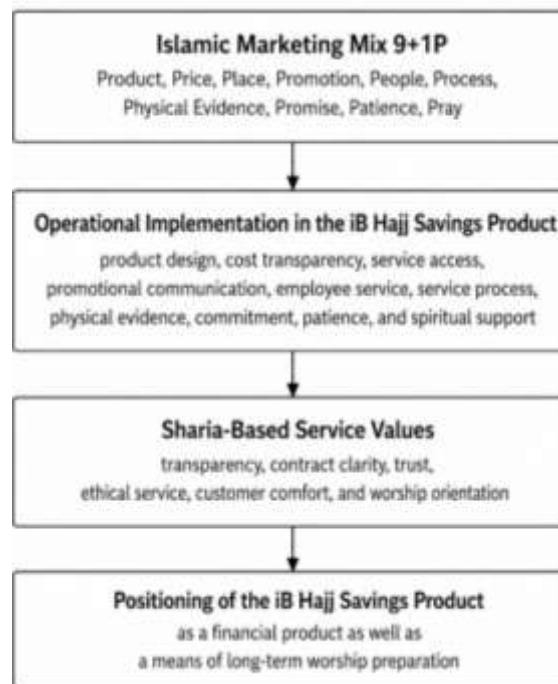 Islamic Marketing Mix 9+1P
Product, Price, Place, Promotion, People, Process,
Physical Evidence, Promise, Patience, Pray
Operational Implementation in the iB Hajj Savings Product
product design, cost transparency, service access,
promotional communication, employee service, service process,
physical evidence, commitment, patience, and spiritual support
Sharia-Based Service Values
transparency, contract clarity, trust,
ethical service, customer comfort, and worship orientation
Positioning of the iB Hajj Savings Product
as a financial product as well as
a means of long-term worship preparation